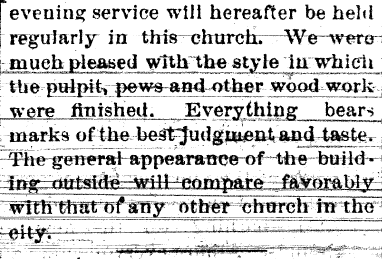 evening service will hereafter be held
regularly in this church. We were
much pleased with the style in which
the pulpit, pews and other wood work
were finished. Everything bears
marks of the best judgment and taste.
The general appearance of the build-
ing outside will compare favorably
with that of any other church in the
city.